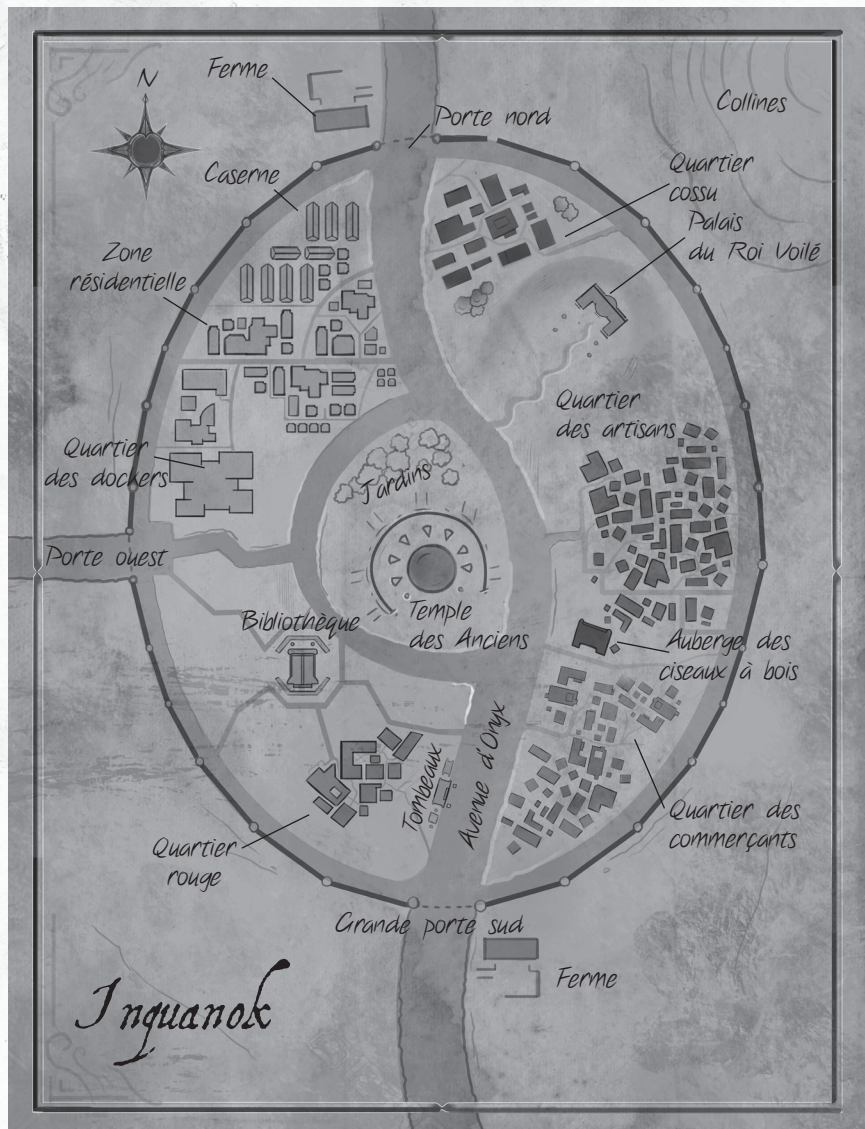 N
Ferme
Collines
Porte nord
Quartier
cossu
Caserne
Palais
du Roi Voilé
Zone
résidentielle
Quartier
des artisans
Quartier
des dockers
Jardins
Porte ouest
Temple
des Anciens
Bibliothèque
Auberge des
ciseaux à bois
Avenue d'Onyx
Tombeaux
Quartier des
commerçants
Quartier
rouge
Grande porte sud
Ferme
Inquanok